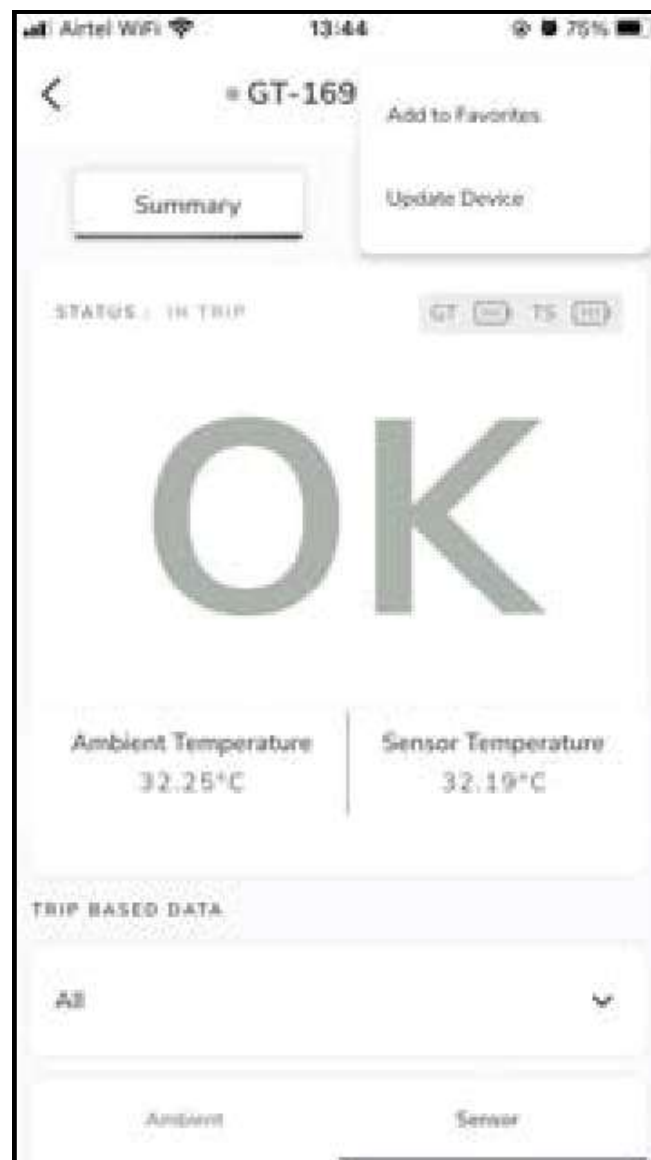 Airtel WiFi 13:44 75%
GT-169
Add to Favorites
Summary
Update Device
STATUS : IN TRIP GT TS
OK
Ambient Temperature Sensor Temperature
32.25°C 32.19°C
TRIP BASED DATA
All
Ambient Sensor